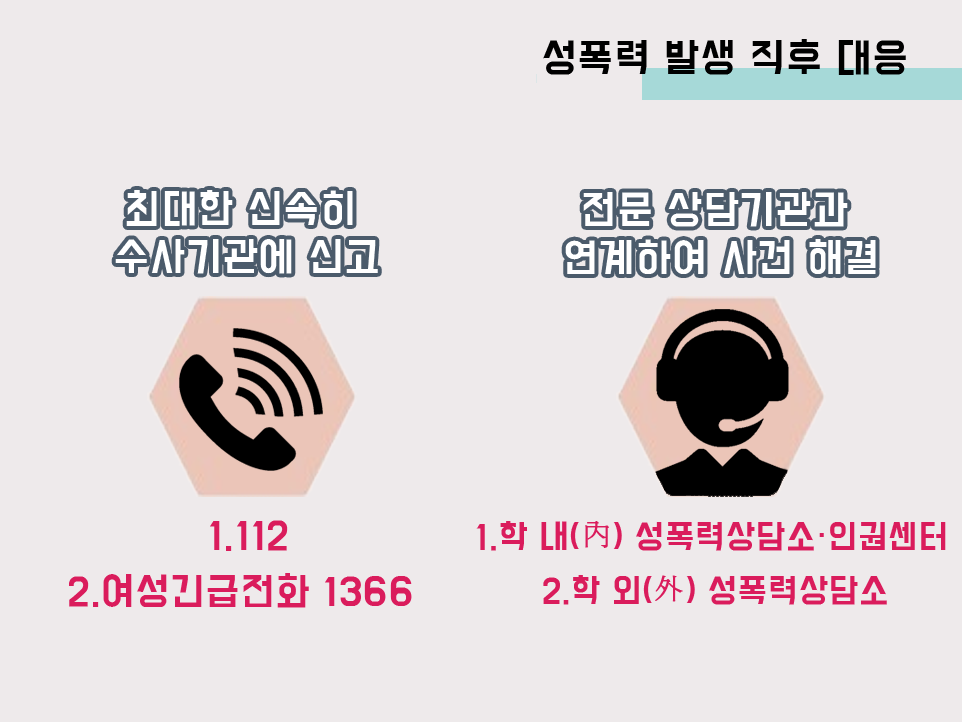 성폭력 발생 직후 대응
최대한 신속히
수사기관에 신고
전문 상담기관과
연계하여 사건 해결
1.112
2.여성긴급전화 1366
1.학 내(內) 성폭력상담소·인권센터
2.학 외(外) 성폭력상담소